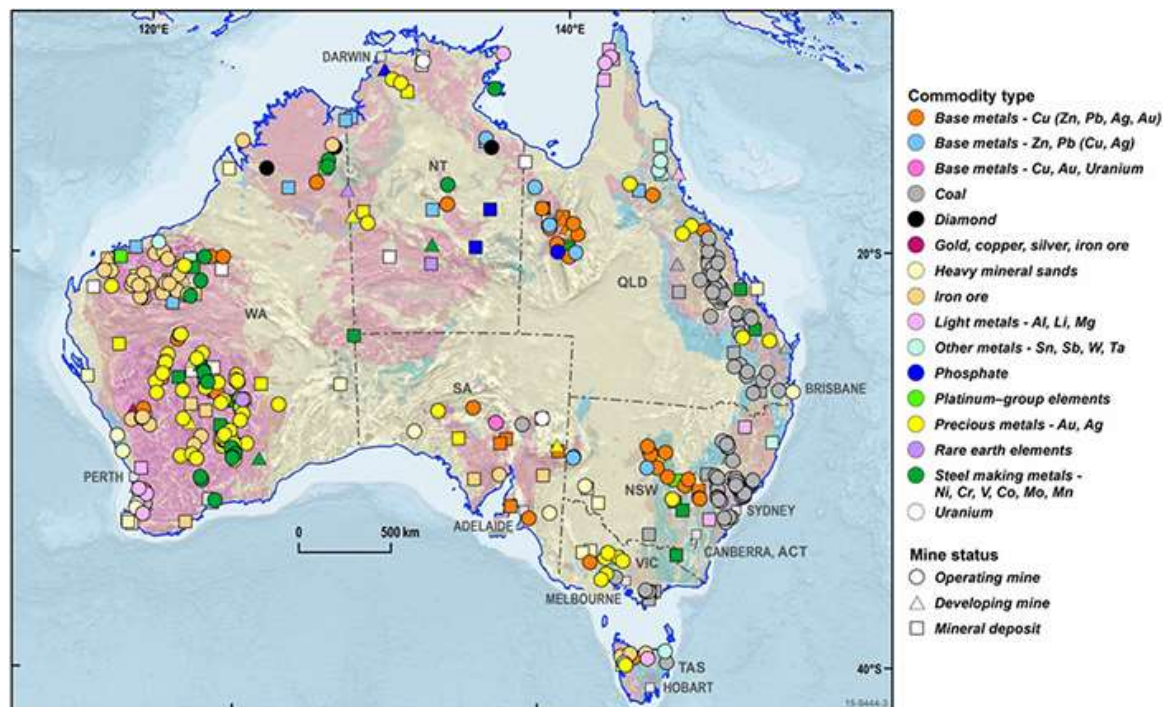 120°E
140°E
DARWIN
NT
20°S
QLD
WA
SA
BRISBANE
PERTH
NSW
SYDNEY
ADELAIDE
0 500 km
CANBERRA, ACT
VIC
MELBOURNE
40°S
TAS
HOBART
Commodity type
Base metals - Cu (Zn, Pb, Ag, Au)
Base metals - Zn, Pb (Cu, Ag)
Base metals - Cu, Au, Uranium
Coal
Diamond
Gold, copper, silver, iron ore
Heavy mineral sands
Iron ore
Light metals - Al, Li, Mg
Other metals - Sn, Sb, W, Ta
Phosphate
Platinum–group elements
Precious metals - Au, Ag
Rare earth elements
Steel making metals -
Ni, Cr, V, Co, Mo, Mn
Uranium
Mine status
Operating mine
Developing mine
Mineral deposit